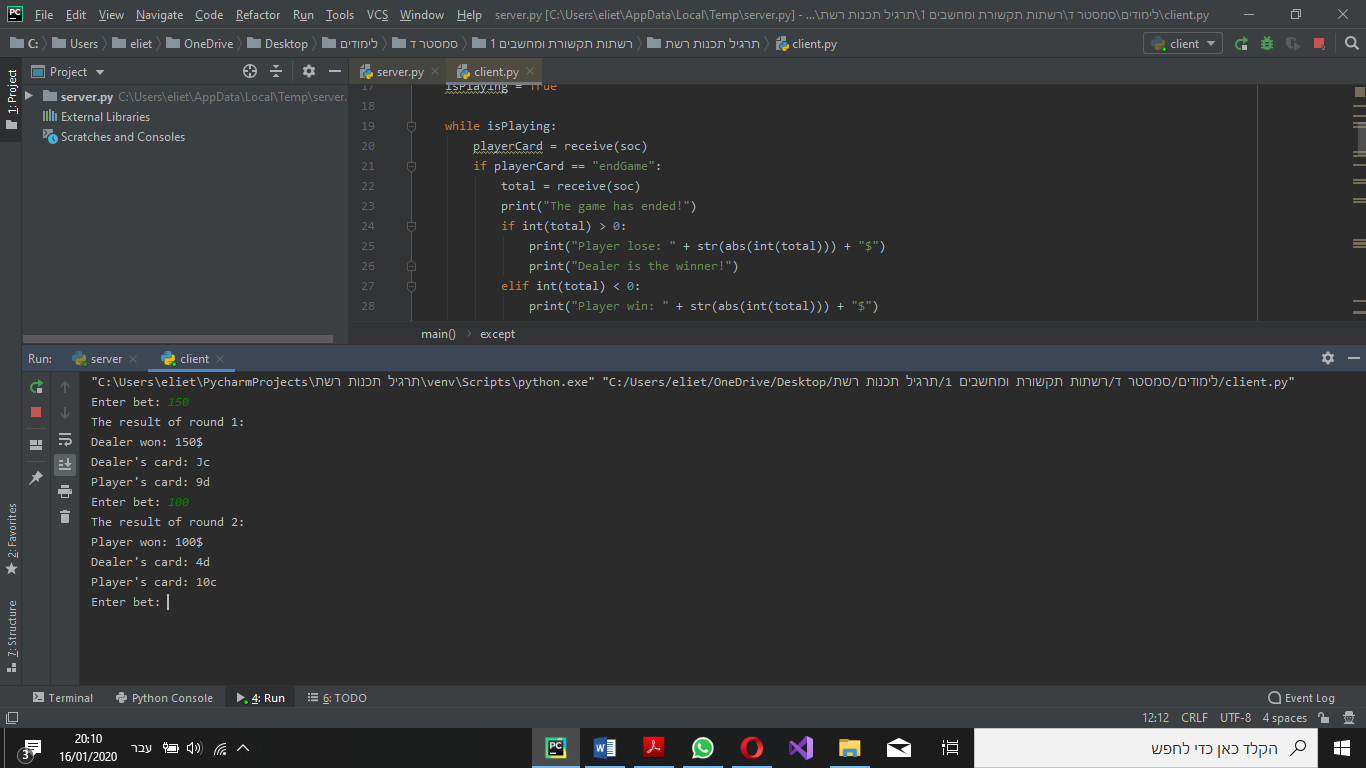 File Edit View Navigate Code Refactor Run Tools VCS Window Help server.py [C:\Users\eliet\AppData\Local\Temp\server.py] - ...\לימודים\סמסטר ד\רשתות תקשורת ומחשבים 1\תרגיל תכנות רשת\client.py
C: Users eliet OneDrive Desktop לימודים סמסטר ד רשתות תקשורת ומחשבים 1 תרגיל תכנות רשת client.py client
1: Project
Project
server.py C:\Users\eliet\AppData\Local\Temp\server.
External Libraries
Scratches and Consoles
server.py client.py
17 isPlaying = True
18
19 while isPlaying:
20 playerCard = receive(soc)
21 if playerCard == "endGame":
22 total = receive(soc)
23 print("The game has ended!")
24 if int(total) > 0:
25 print("Player lose: " + str(abs(int(total))) + "$")
26 print("Dealer is the winner!")
27 elif int(total) < 0:
28 print("Player win: " + str(abs(int(total))) + "$")
main() › except
Run: server client
"C:\Users\eliet\PycharmProjects\תרגיל תכנות רשת\venv\Scripts\python.exe" "C:/Users/eliet/OneDrive/Desktop/לימודים/סמסטר ד/רשתות תקשורת ומחשבים 1/תרגיל תכנות רשת/client.py"
Enter bet: 150
The result of round 1:
Dealer won: 150$
Dealer's card: Jc
Player's card: 9d
Enter bet: 100
The result of round 2:
Player won: 100$
Dealer's card: 4d
Player's card: 10c
Enter bet:
2: Favorites
7: Structure
Terminal Python Console 4: Run 6: TODO Event Log
12:12 CRLF UTF-8 4 spaces
3
20:10
16/01/2020
עבר
הקלד כאן כדי לחפש